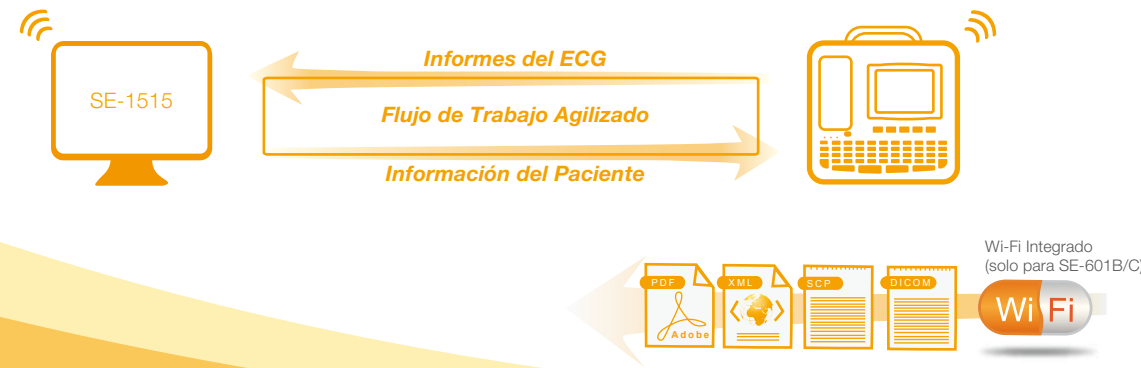 Informes del ECG
SE-1515
Flujo de Trabajo Agilizado
Información del Paciente
Wi-Fi Integrado
(solo para SE-601B/C)
PDF
XML
SCP
DICOM
Wi Fi
Adobe